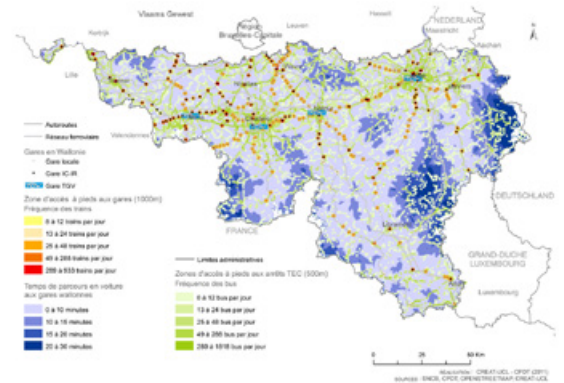 Vlaams Gewest
Hasselt
Kortrijk
Région
Leuven
NEDERLAND
Bruxelles-Capitale
Maastricht
Aachen
Lille
Autoroutes
Réseau ferroviaire
Valenciennes
Gares en Wallonie
Gare locale
Gare IC-IR
Gare TGV
Zone d'accès à pieds aux gares (1000m)
Fréquence des trains
6 à 12 trains par jour
13 à 24 trains par jour
25 à 48 trains par jour
289 à 933 trains par jour
Temps de parcours en voiture
aux gares wallonnes
0 à 10 minutes
10 à 15 minutes
15 à 20 minutes
20 à 30 minutes
FRANCE
DEUTSCHLAND
GRAND-DUCHE
LUXEMBOURG
Luxembourg
Limites administratives
Zones d'accès à pieds aux arrêts TEC (500m)
Fréquence des bus
6 à 12 bus par jour
13 à 24 bus par jour
25 à 48 bus par jour
49 à 288 bus par jour
289 à 1818 bus par jour
N
0 25 50 Km
CREAT-UCL - CPDT (2011)